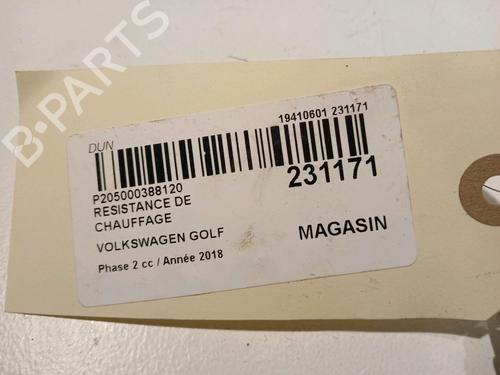 B-PARTS
DUN
19410601 231171
P205000388120
231171
RESISTANCE DE
CHAUFFAGE
VOLKSWAGEN GOLF
MAGASIN
Phase 2 cc / Année 2018